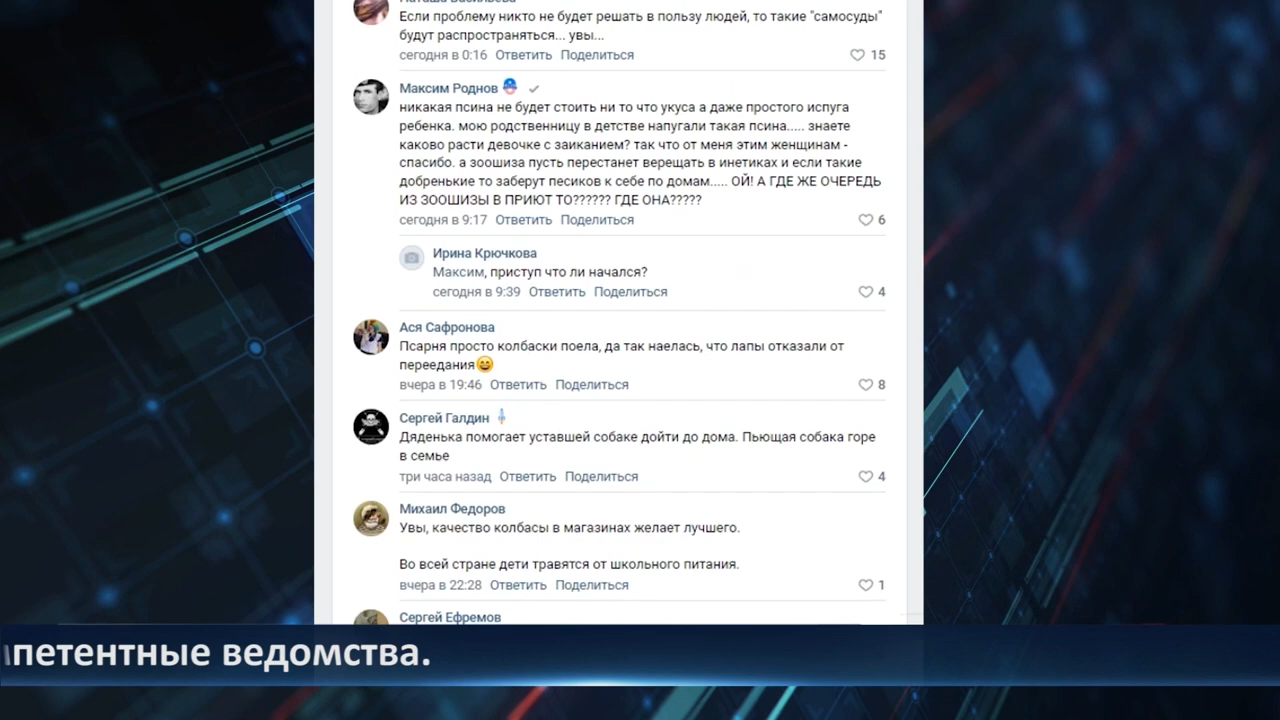 Наташа Васильева
Если проблему никто не будет решать в пользу людей, то такие "самосуды"
будут распространяться... увы...
сегодня в 0:16 Ответить Поделиться 15
Максим Роднов
никакая псина не будет стоить ни то что укуса а даже простого испуга
ребенка. мою родственницу в детстве напугали такая псина..... знаете
каково расти девочке с заиканием? так что от меня этим женщинам -
спасибо. а зоошиза пусть перестанет верещать в инетиках и если такие
добренькие то заберут песиков к себе по домам..... ОЙ! А ГДЕ ЖЕ ОЧЕРЕДЬ
ИЗ ЗООШИЗЫ В ПРИЮТ ТО?????? ГДЕ ОНА?????
сегодня в 9:17 Ответить Поделиться 6
Ирина Крючкова
Максим, приступ что ли начался?
сегодня в 9:39 Ответить Поделиться 4
Ася Сафронова
Псарня просто колбаски поела, да так наелась, что лапы отказали от
переедания😄
вчера в 19:46 Ответить Поделиться 8
Сергей Галдин
Дяденька помогает уставшей собаке дойти до дома. Пьющая собака горе
в семье
три часа назад Ответить Поделиться 4
Михаил Федоров
Увы, качество колбасы в магазинах желает лучшего.
Во всей стране дети травятся от школьного питания.
вчера в 22:28 Ответить Поделиться 1
Сергей Ефремов
петентные ведомства.